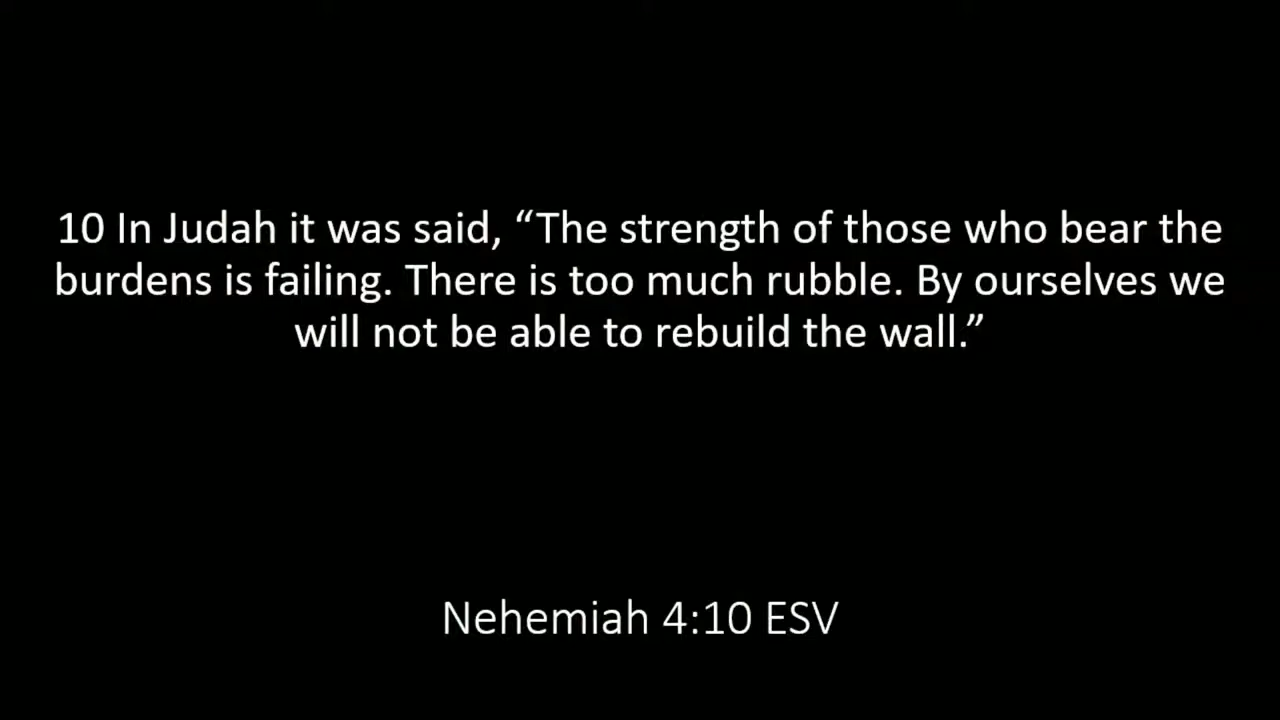 10 In Judah it was said, “The strength of those who bear the
burdens is failing. There is too much rubble. By ourselves we
will not be able to rebuild the wall.”
Nehemiah 4:10 ESV